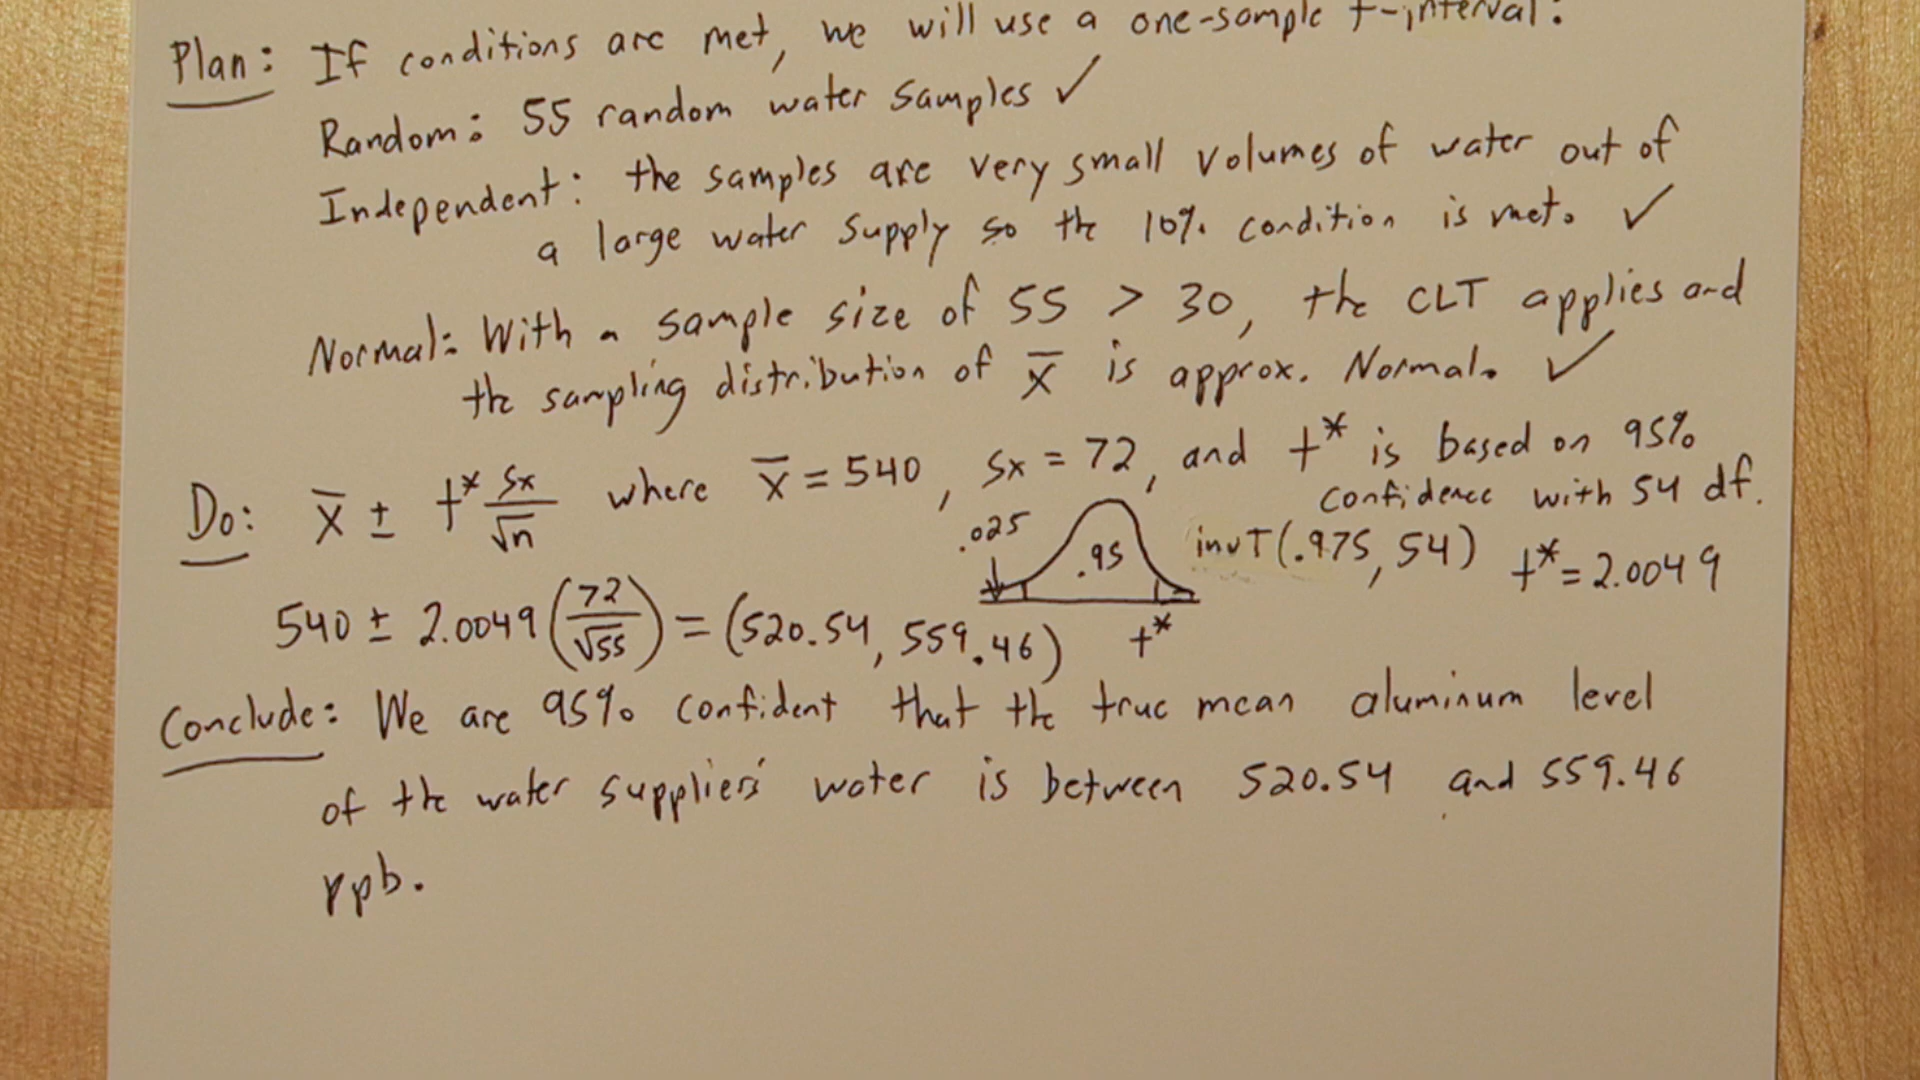 Plan: If conditions are met, we will use a one-sample t-interval.
Random: 55 random water samples ✓
Independent: the samples are very small volumes of water out of
a large water supply so the 10% condition is met. ✓
Normal: With a sample size of 55 > 30, the CLT applies and
the sampling distribution of x̄ is approx. Normal. ✓
Do: x̄ ± t* Sx/√n where x̄ = 540, Sx = 72, and t* is based on 95%
confidence with 54 df.
.025 .95 invT(.975, 54) t* = 2.0049
t*
540 ± 2.0049 (72/√55) = (520.54, 559.46)
Conclude: We are 95% confident that the true mean aluminum level
of the water suppliers' water is between 520.54 and 559.46
ppb.